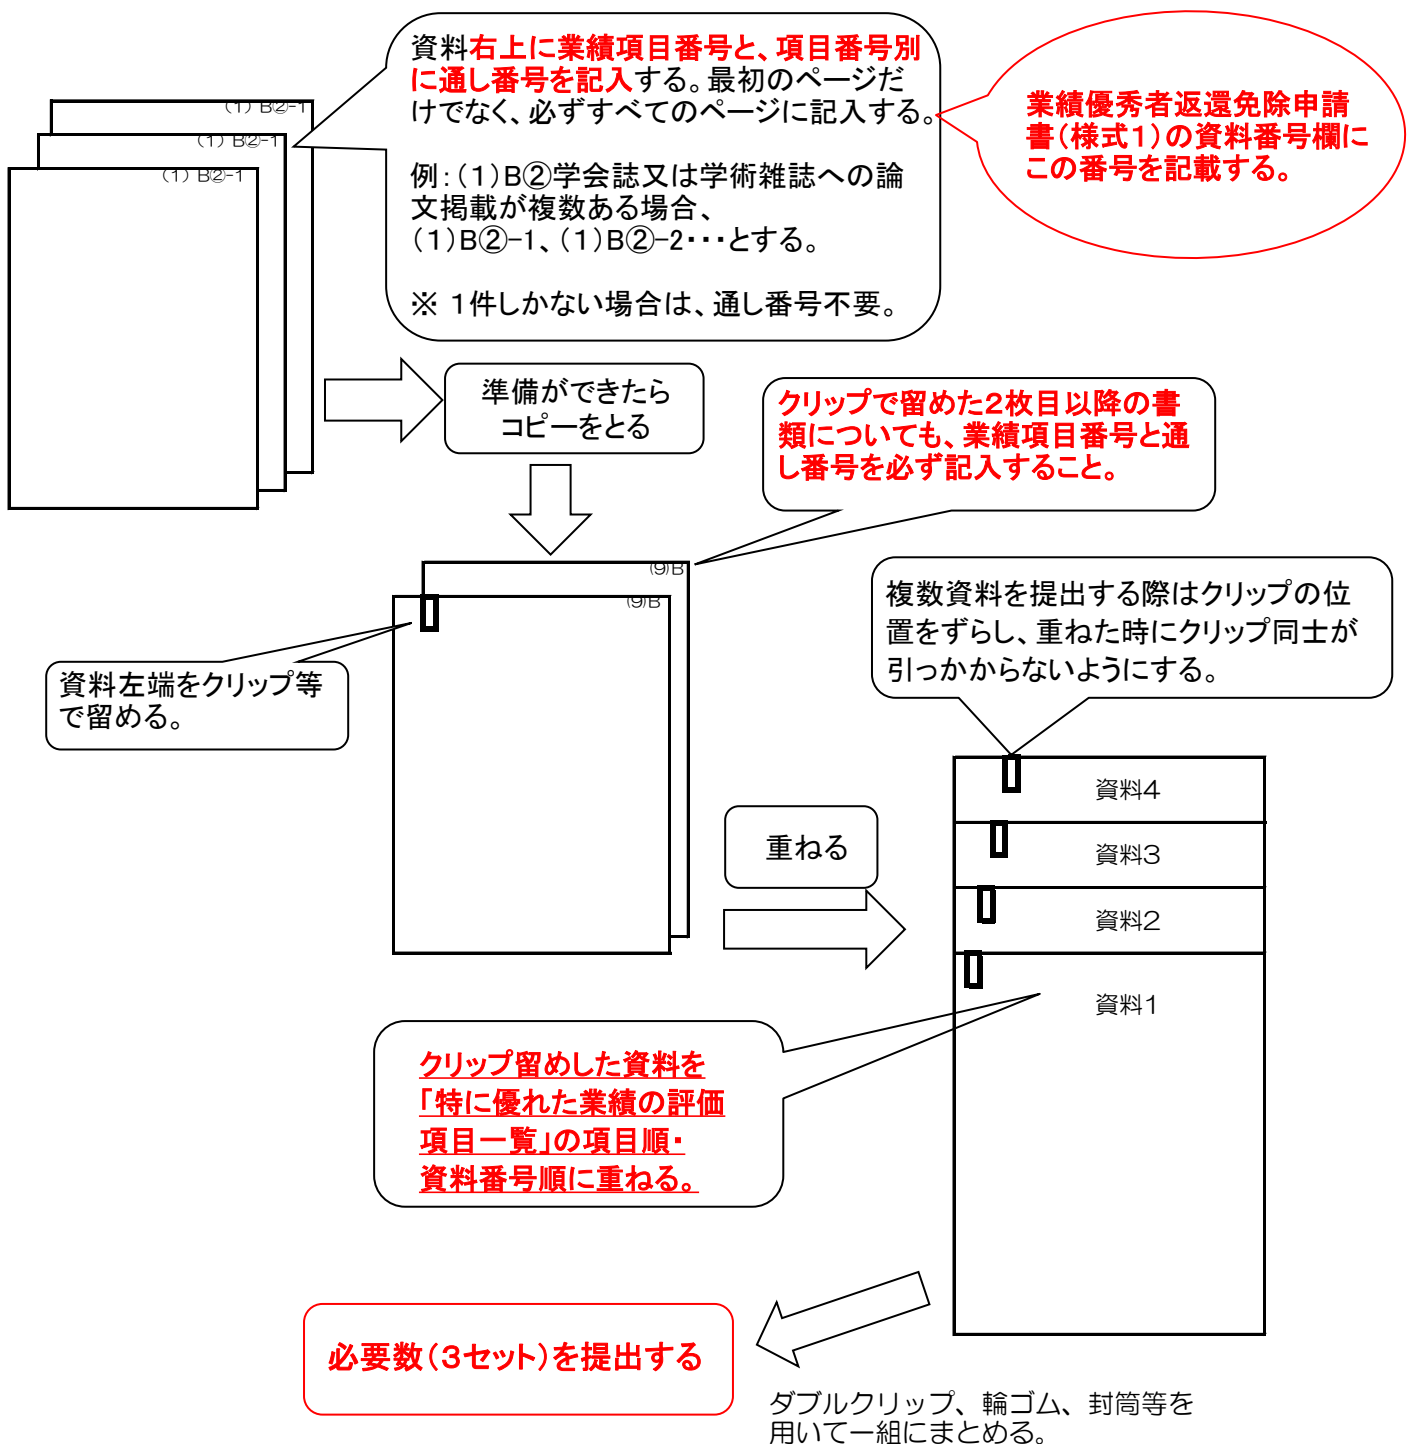 資料右上に業績項目番号と、項目番号別
に通し番号を記入する。最初のページだ
けでなく、必ずすべてのページに記入する。
例：（１）B②学会誌又は学術雑誌への論
文掲載が複数ある場合、
（１）B②-1、（１）B②-2・・・とする。
※ １件しかない場合は、通し番号不要。
業績優秀者返還免除申請
書（様式１）の資料番号欄に
この番号を記載する。
（１）B②-1
（１）B②-1
（１）B②-1
準備ができたら
コピーをとる
クリップで留めた２枚目以降の書
類についても、業績項目番号と通
し番号を必ず記入すること。
(9)B
(9)B
資料左端をクリップ等
で留める。
複数資料を提出する際はクリップの位
置をずらし、重ねた時にクリップ同士が
引っかからないようにする。
重ねる
資料4
資料3
資料2
資料1
クリップ留めした資料を
「特に優れた業績の評価
項目一覧」の項目順・
資料番号順に重ねる。
必要数（３セット）を提出する
ダブルクリップ、輪ゴム、封筒等を
用いて一組にまとめる。